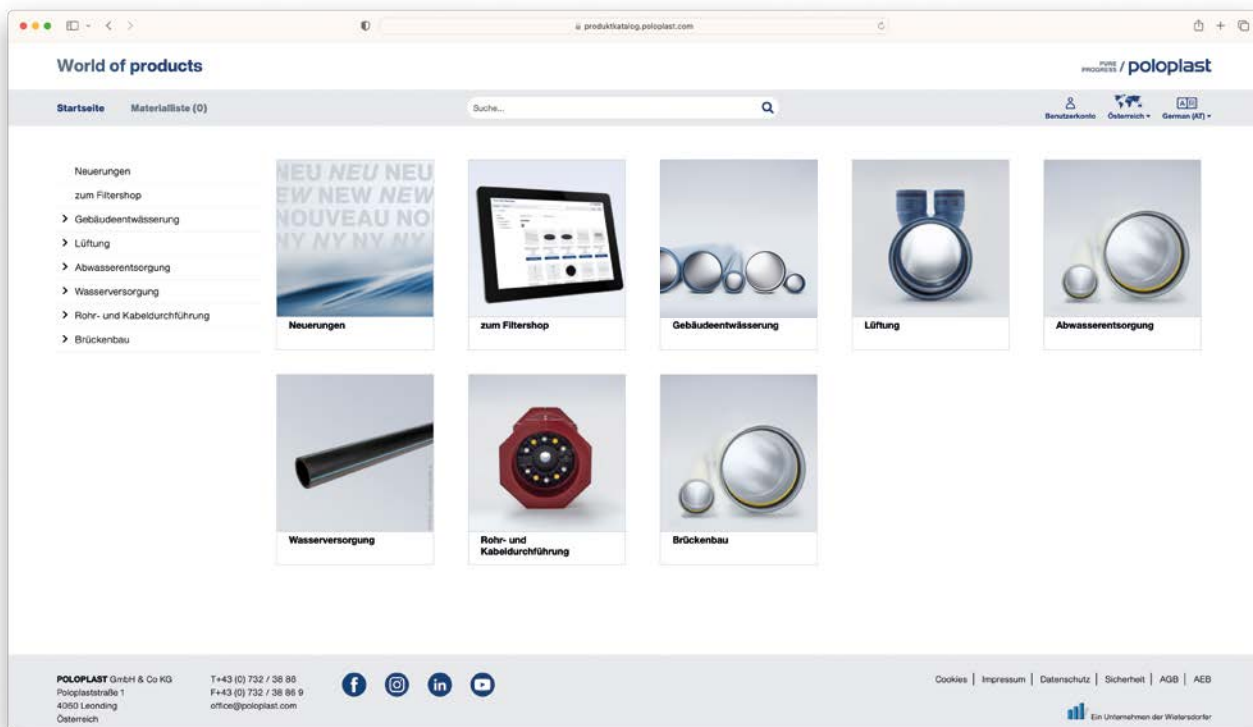 produktkatalog.poloplast.com
World of products
PURE
PROGRESS / poloplast
Startseite Materialliste (0)
Suche...
Benutzerkonto Österreich German (AT)
Neuerungen
zum Filtershop
Gebäudeentwässerung
Lüftung
Abwasserentsorgung
Wasserversorgung
Rohr- und Kabeldurchführung
Brückenbau
NEU NEU NEU
EW NEW NEW
NOUVEAU NO
NY NY NY NY
Neuerungen
zum Filtershop
Gebäudeentwässerung
Lüftung
Abwasserentsorgung
Wasserversorgung
Rohr- und
Kabeldurchführung
Brückenbau
POLOPLAST GmbH & Co KG
Poloplaststraße 1
4060 Leonding
Österreich
T+43 (0) 732 / 38 86
F+43 (0) 732 / 38 86 9
office@poloplast.com
Cookies | Impressum | Datenschutz | Sicherheit | AGB | AEB
Ein Unternehmen der Wietersdorfer